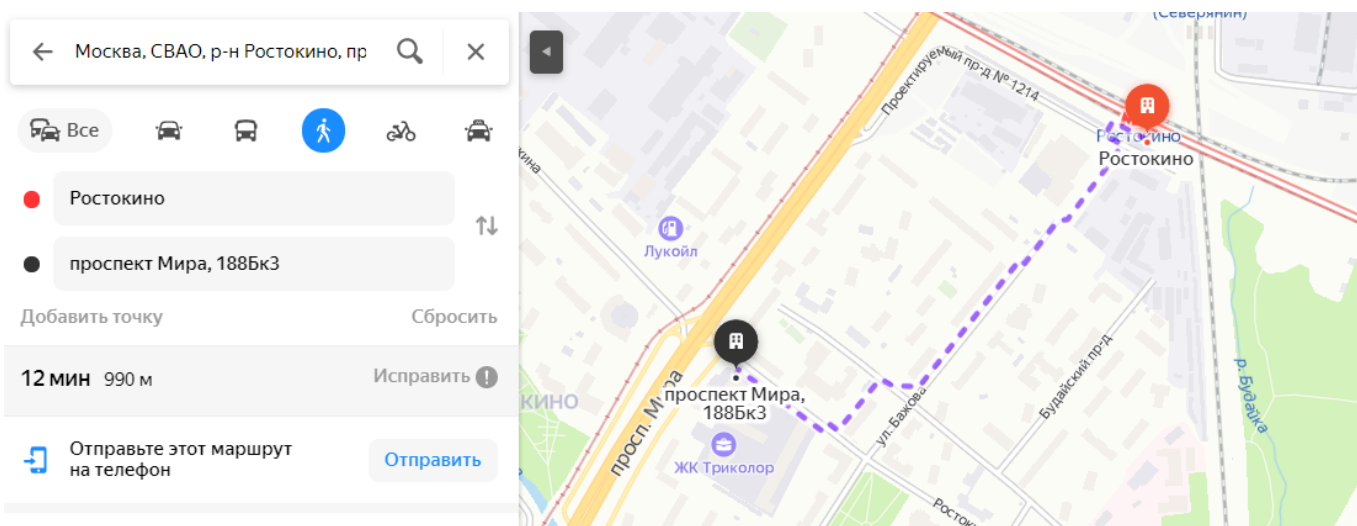 Москва, СВАО, р-н Ростокино, пр
Все
Ростокино
проспект Мира, 188Бк3
Добавить точку
Сбросить
12 мин 990 м
Исправить
Отправьте этот маршрут
на телефон
Отправить
(Северянин)
Проектируемый пр-д № 1214
Ростокино
Ростокино
Лукойл
просп. Мира
проспект Мира,
188Бк3
ЖК Триколор
ул. Бажова
Будайский пр-д
р. Будайка